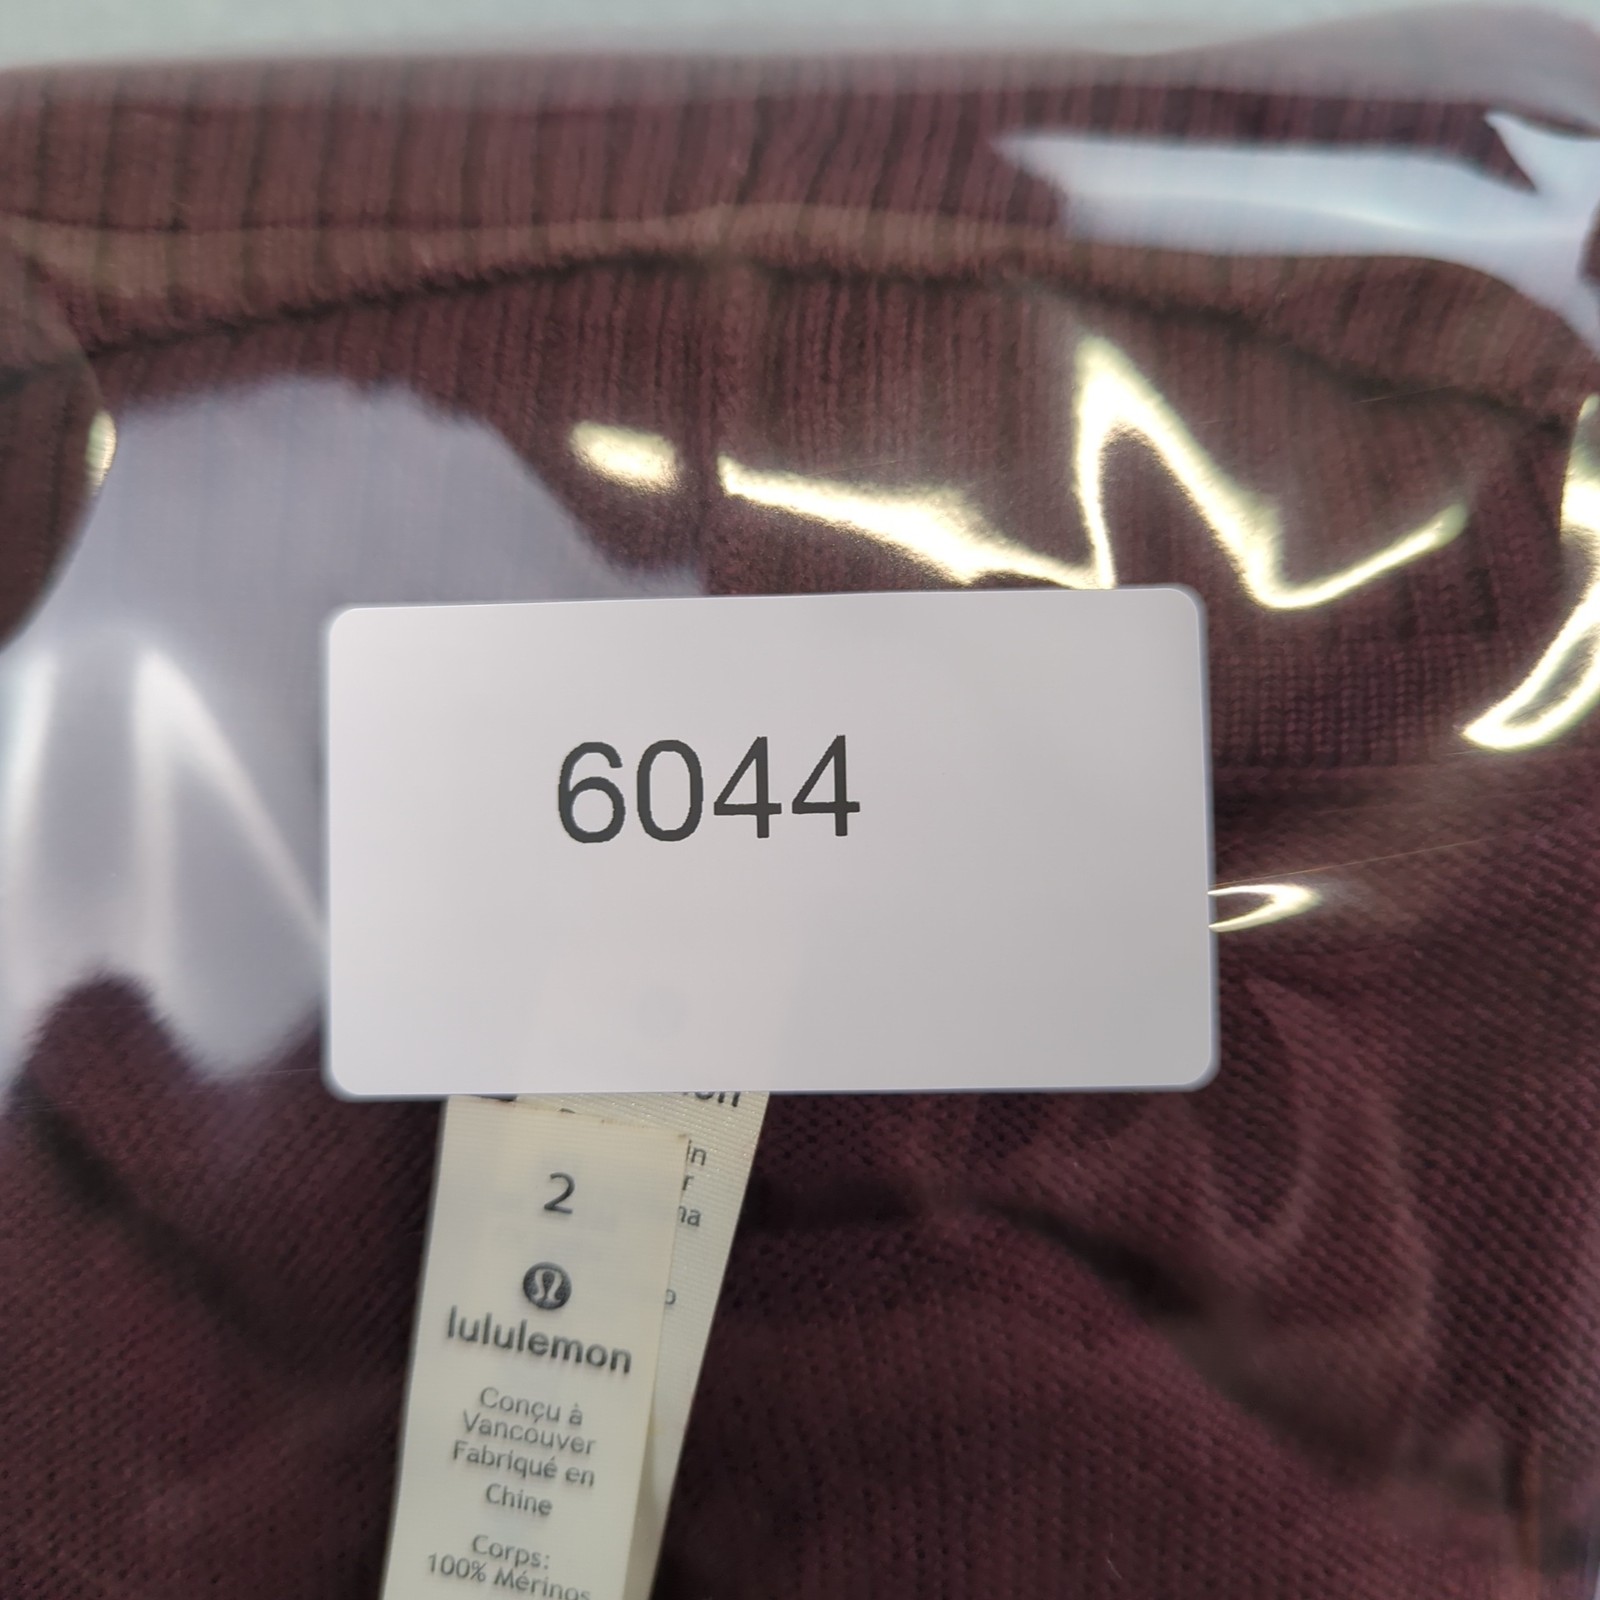 6044
2
lululemon
Conçu à
Vancouver
Fabriqué en
Chine
Corps:
100% Mérinos